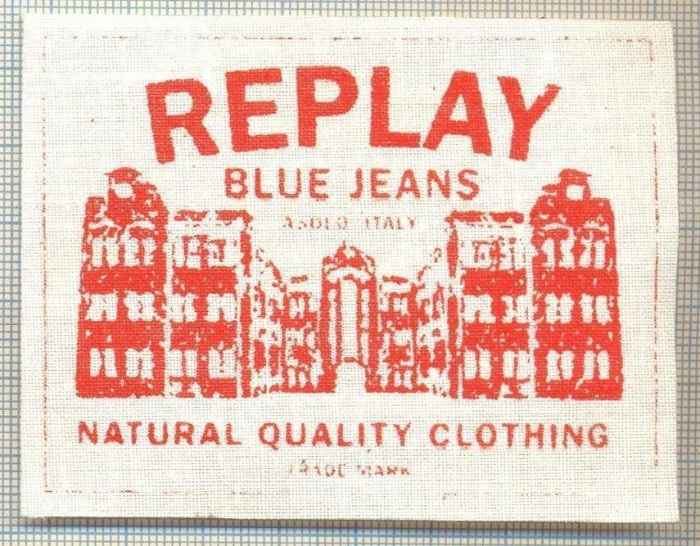 REPLAY
BLUE JEANS
ASOLO ITALY
NATURAL QUALITY CLOTHING
TRADE MARK